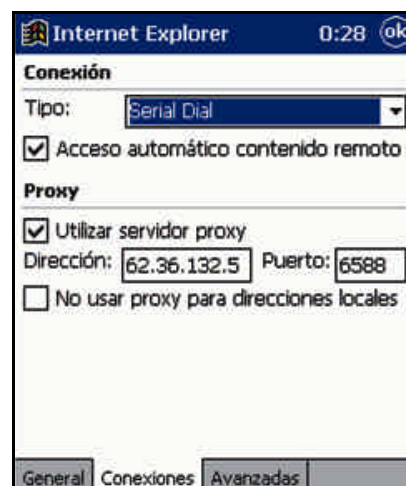 Internet Explorer 0:28 ok
Conexión
Tipo: Serial Dial
Acceso automático contenido remoto
Proxy
Utilizar servidor proxy
Dirección: 62.36.132.5 Puerto: 6588
No usar proxy para direcciones locales
General Conexiones Avanzadas